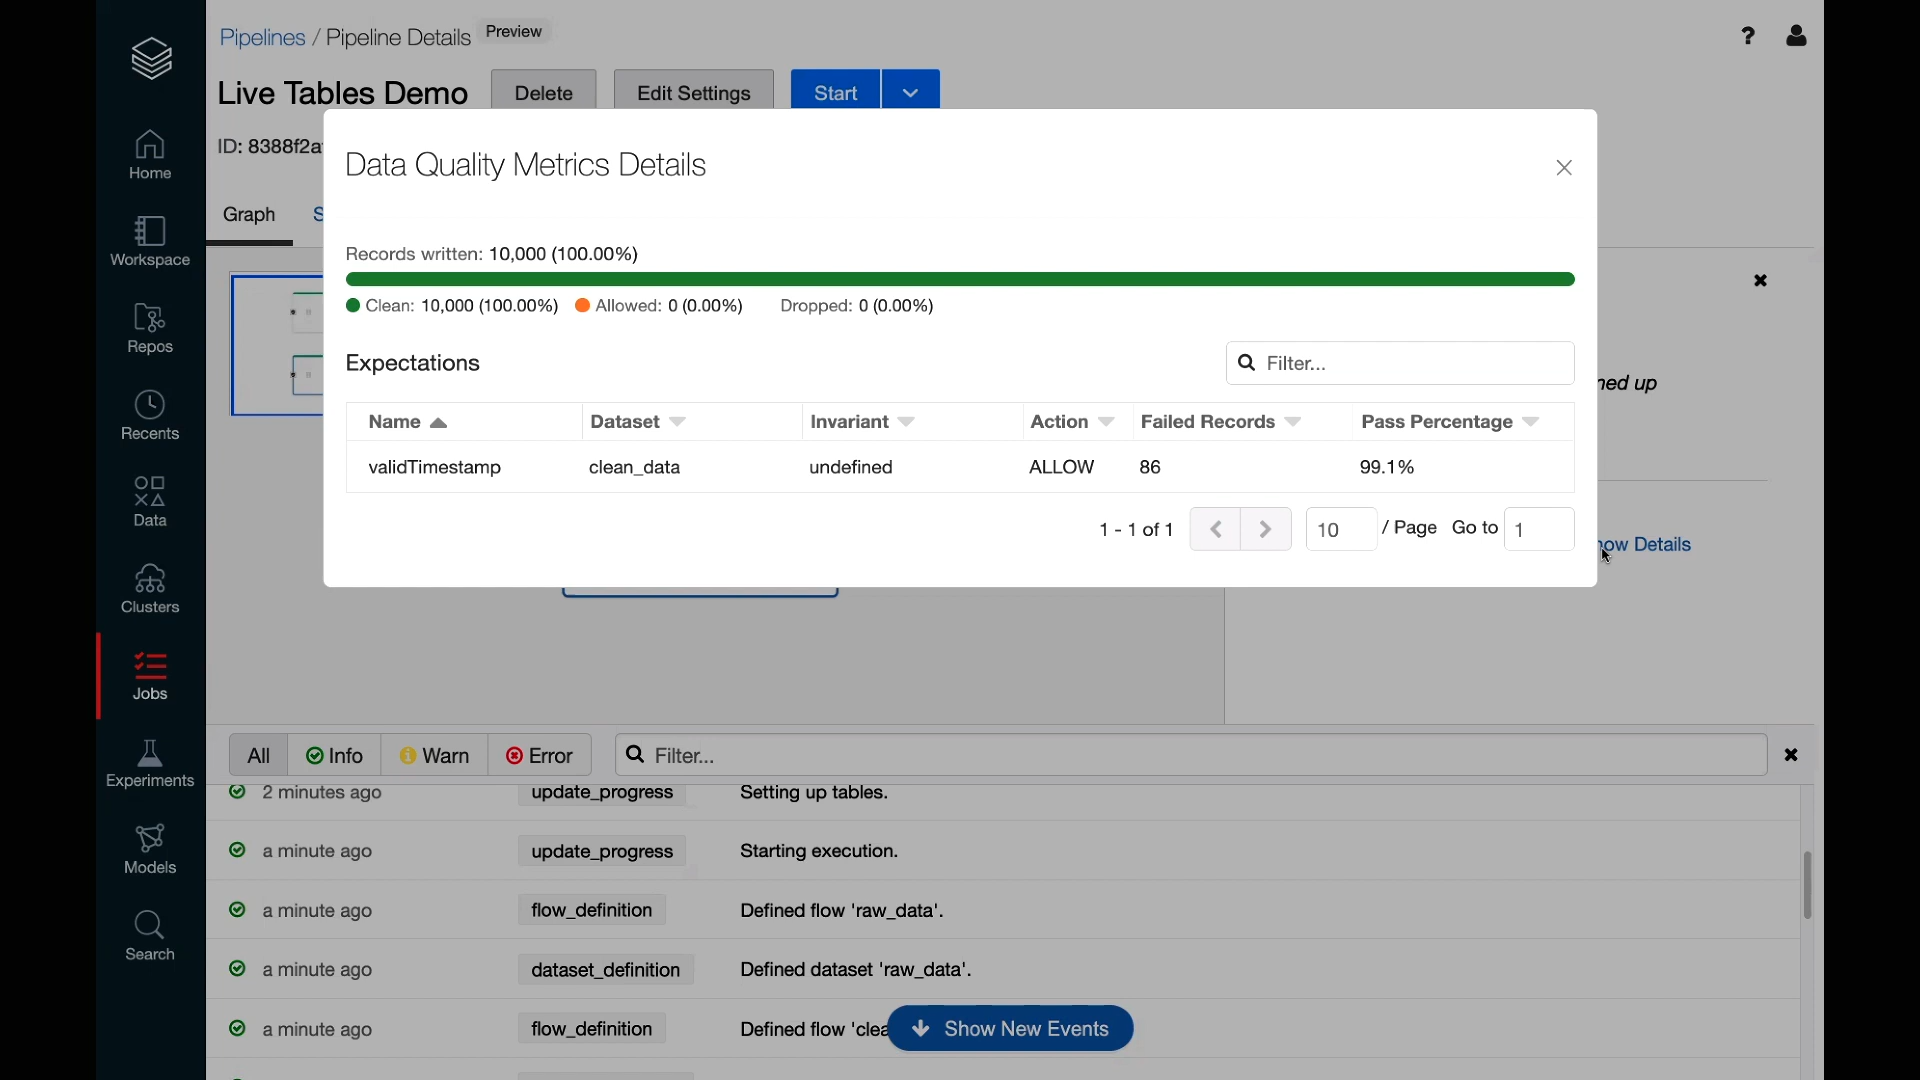 Pipelines / Pipeline Details Preview
Live Tables Demo Delete Edit Settings Start
ID: 8388f2a
Home
Workspace
Repos
Recents
Data
Clusters
Jobs
Experiments
Models
Search
Graph S
Data Quality Metrics Details
Records written: 10,000 (100.00%)
Clean: 10,000 (100.00%) Allowed: 0 (0.00%) Dropped: 0 (0.00%)
Expectations Filter...
Name Dataset Invariant Action Failed Records Pass Percentage
validTimestamp clean_data undefined ALLOW 86 99.1%
1 - 1 of 1 10 / Page Go to 1
ned up
ow Details
All Info Warn Error Filter...
2 minutes ago update_progress Setting up tables.
a minute ago update_progress Starting execution.
a minute ago flow_definition Defined flow 'raw_data'.
a minute ago dataset_definition Defined dataset 'raw_data'.
a minute ago flow_definition Defined flow 'clea
Show New Events